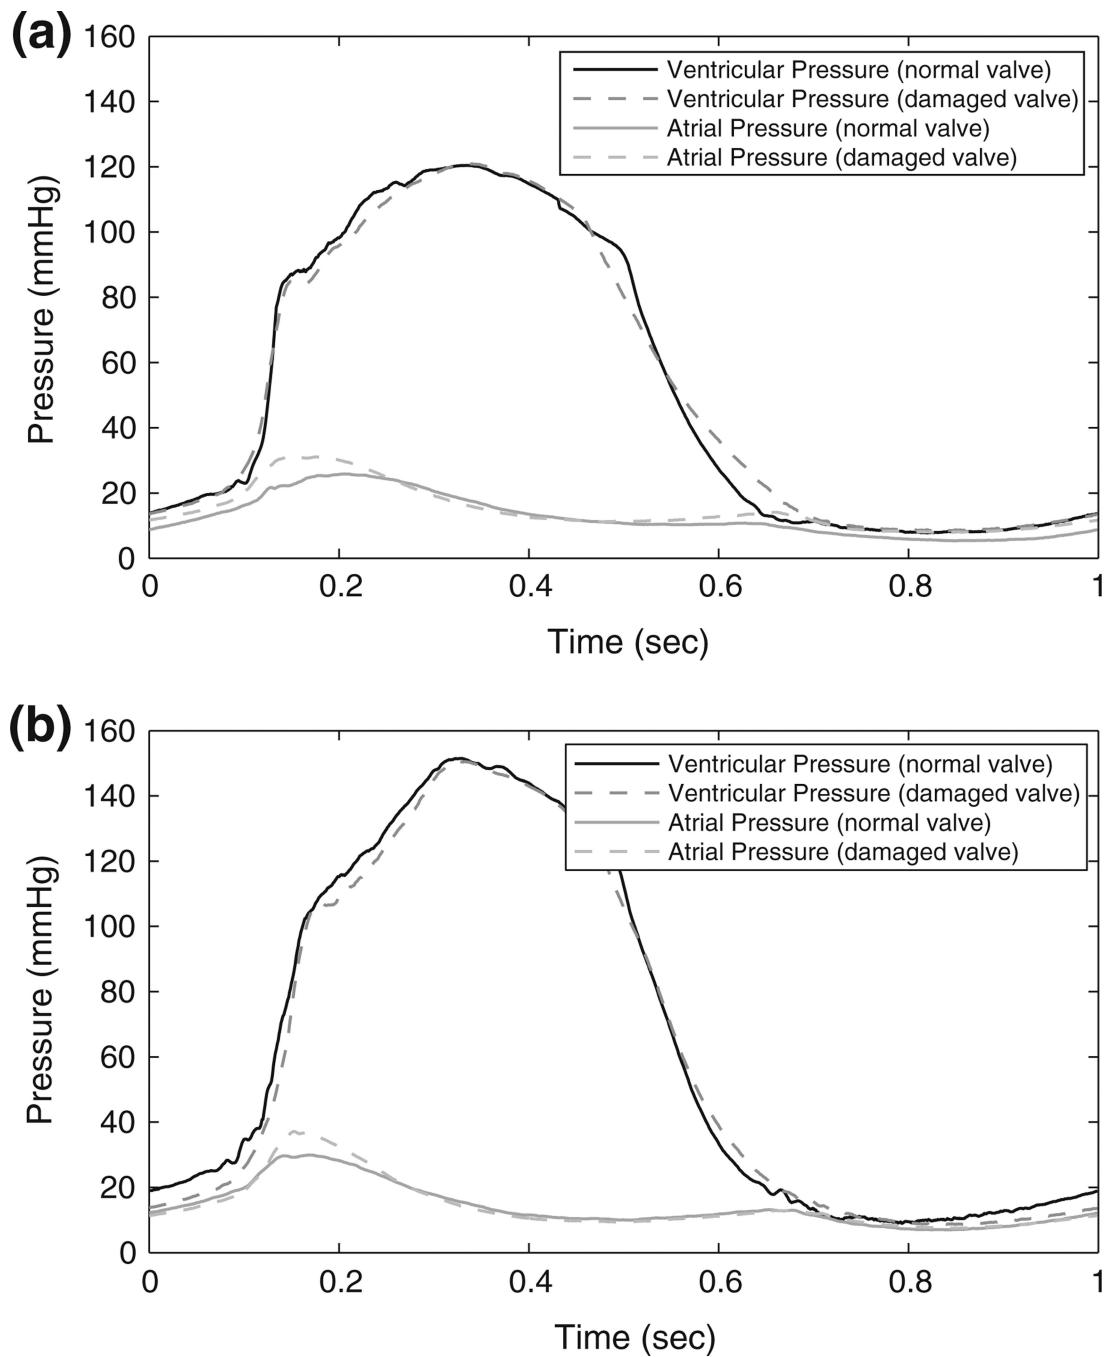 (a)
160
140
120
100
80
60
40
20
0
Pressure (mmHg)
Ventricular Pressure (normal valve)
Ventricular Pressure (damaged valve)
Atrial Pressure (normal valve)
Atrial Pressure (damaged valve)
0 0.2 0.4 0.6 0.8 1
Time (sec)
(b)
160
140
120
100
80
60
40
20
0
Pressure (mmHg)
Ventricular Pressure (normal valve)
Ventricular Pressure (damaged valve)
Atrial Pressure (normal valve)
Atrial Pressure (damaged valve)
0 0.2 0.4 0.6 0.8 1
Time (sec)